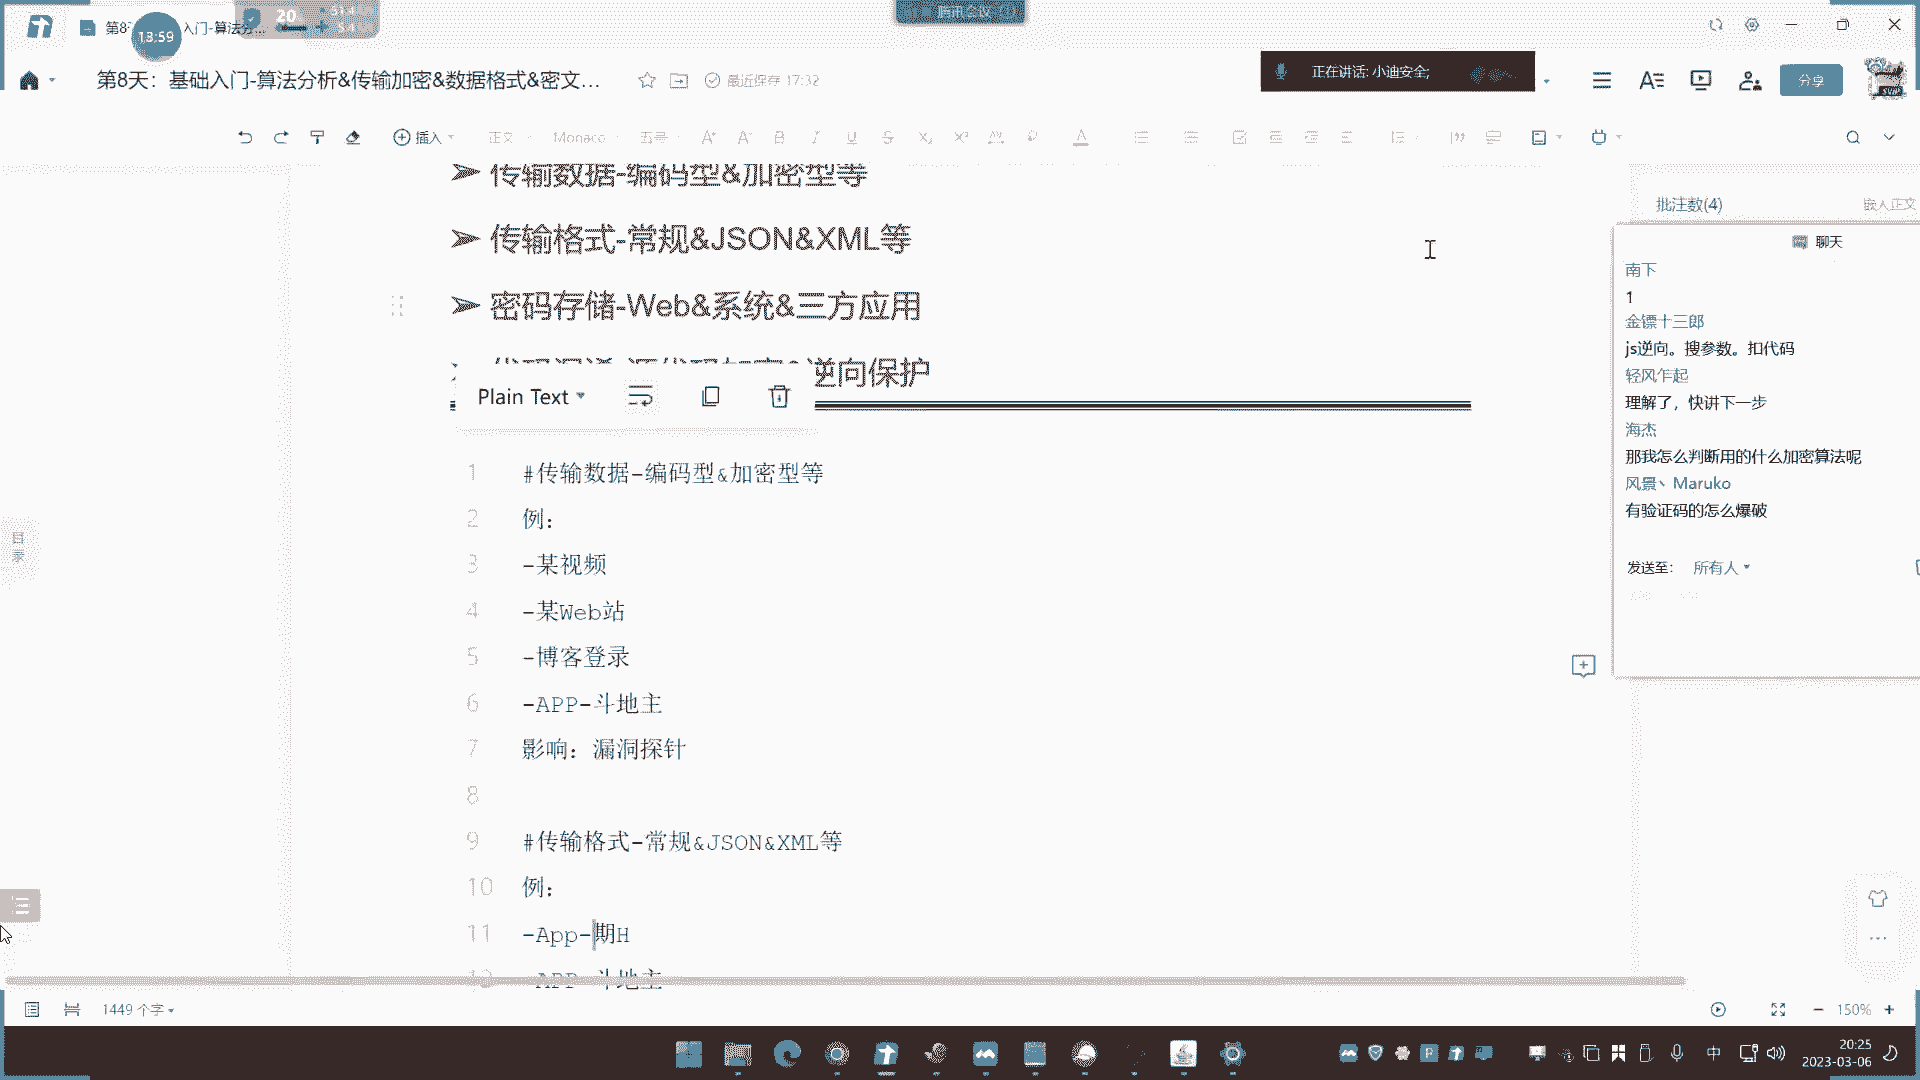 第8
入门-算法分...
13:59
20
腾讯会议
第8天：基础入门-算法分析&传输加密&数据格式&密文...
最近保存 17:32
正在讲话: 小迪安全;
分享
插入
正文
Monaco
五号
传输数据-编码型&加密型等
传输格式-常规&JSON&XML等
密码存储-Web&系统&三方应用
逆向保护
Plain Text
1 #传输数据-编码型&加密型等
2 例：
3 -某视频
4 -某Web站
5 -博客登录
6 -APP-斗地主
7 影响：漏洞探针
8
9 #传输格式-常规&JSON&XML等
10 例：
11 -App-期H
12 -APP-斗地主
目录
批注数(4)
嵌入正文
聊天
南下
1
金镖十三郎
js逆向。搜参数。扣代码
轻风乍起
理解了，快讲下一步
海杰
那我怎么判断用的什么加密算法呢
风景、Maruko
有验证码的怎么爆破
发送至: 所有人
1449 个字
150%
中
20:25
2023-03-06